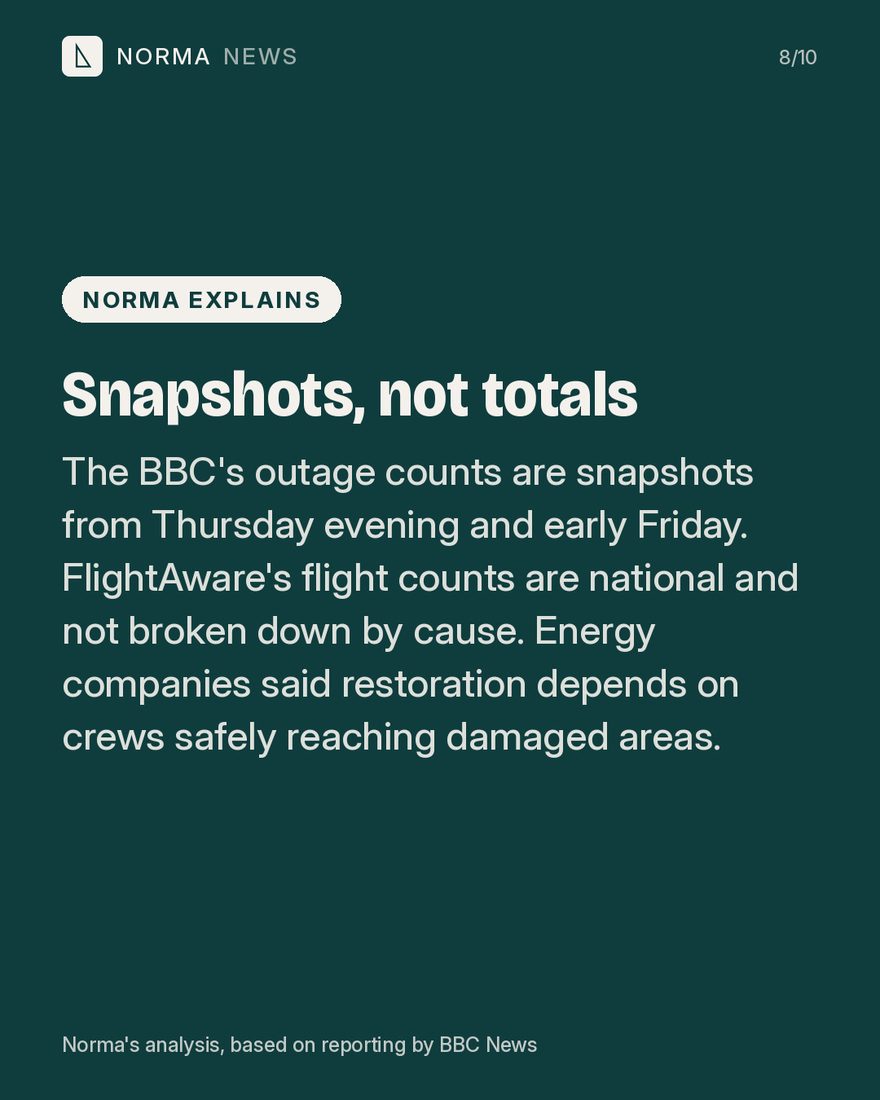 NORMA NEWS
8/10
NORMA EXPLAINS
Snapshots, not totals
The BBC's outage counts are snapshots
from Thursday evening and early Friday.
FlightAware's flight counts are national and
not broken down by cause. Energy
companies said restoration depends on
crews safely reaching damaged areas.
Norma's analysis, based on reporting by BBC News